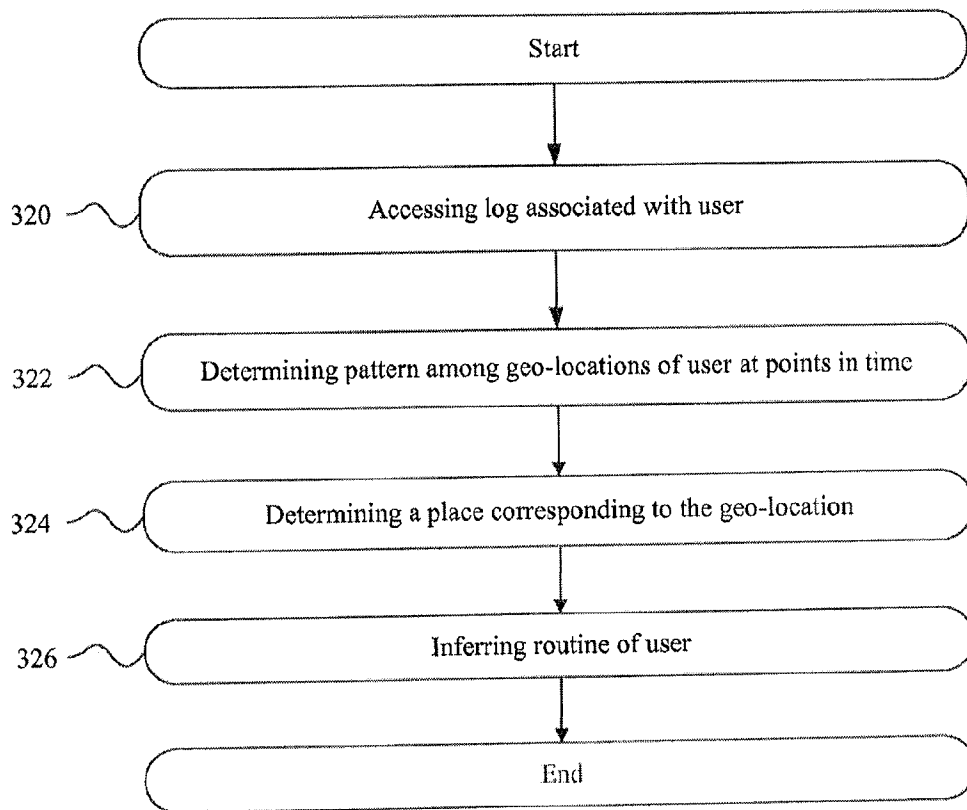 Start
320
Accessing log associated with user
322
Determining pattern among geo-locations of user at points in time
324
Determining a place corresponding to the geo-location
326
Inferring routine of user
End